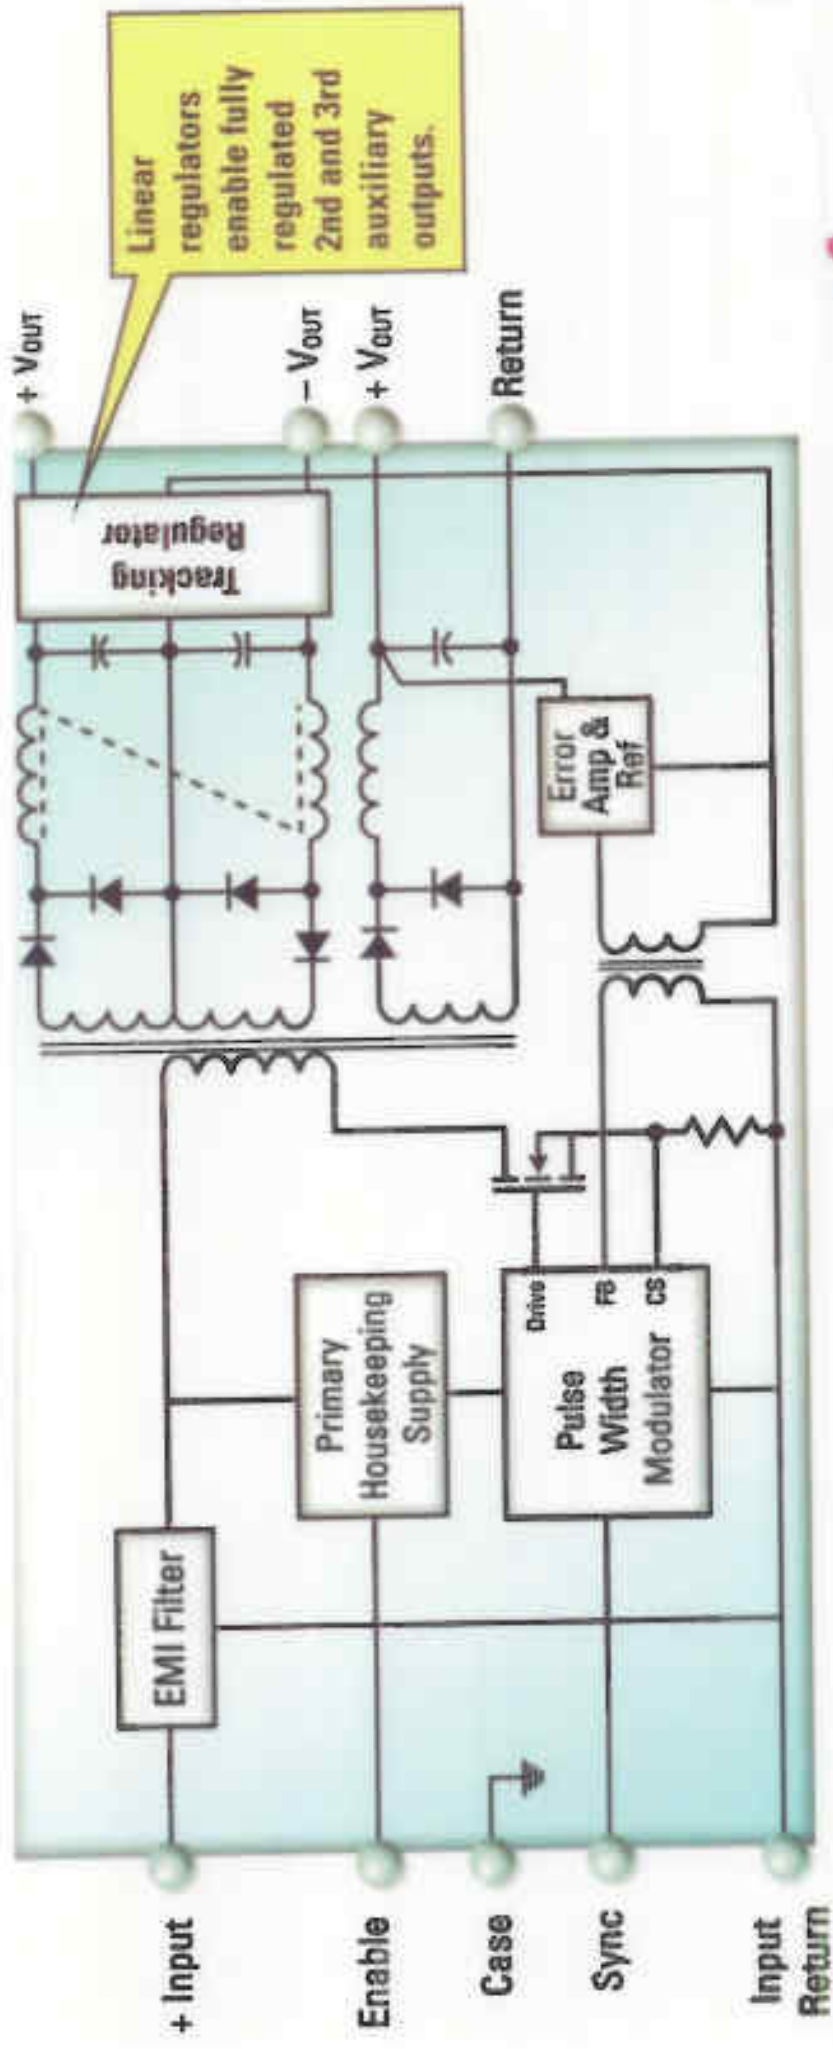 + Input
Enable
Case
Sync
Input
Return
EMI Filter
Primary
Housekeeping
Supply
Pulse
Width
Modulator
Drive
FB
CS
Error
Amp &
Ref
Tracking
Regulator
+ VOUT
– VOUT
+ VOUT
Return
Linear
regulators
enable fully
regulated
2nd and 3rd
auxiliary
outputs.